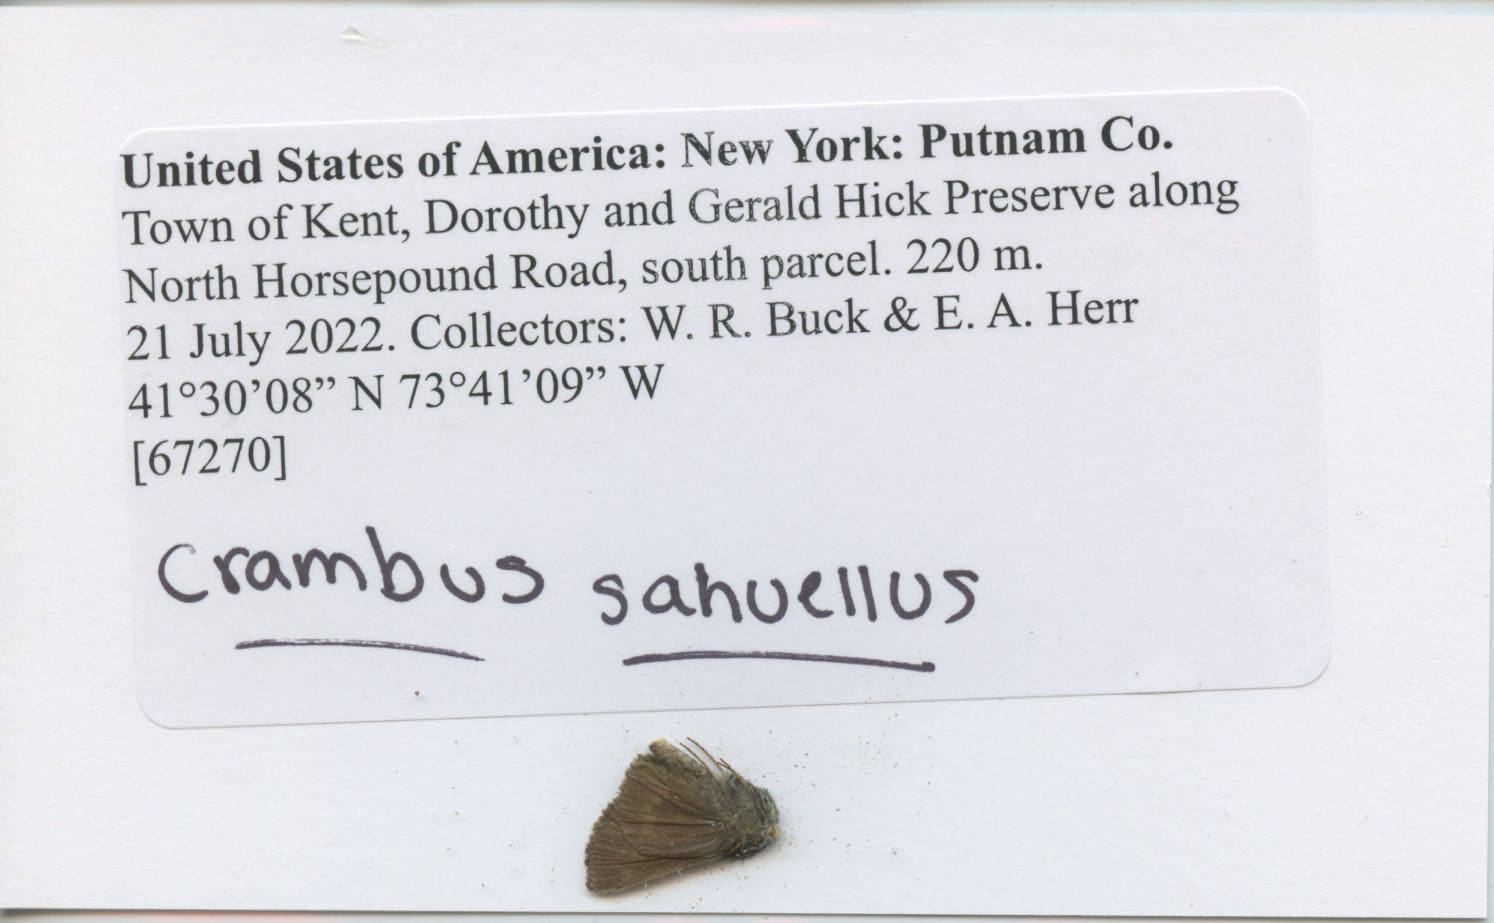 United States of America: New York: Putnam Co.
Town of Kent, Dorothy and Gerald Hick Preserve along
North Horsepound Road, south parcel. 220 m.
21 July 2022. Collectors: W. R. Buck & E. A. Herr
41°30’08” N 73°41’09” W
[67270]
Crambus sahuellus